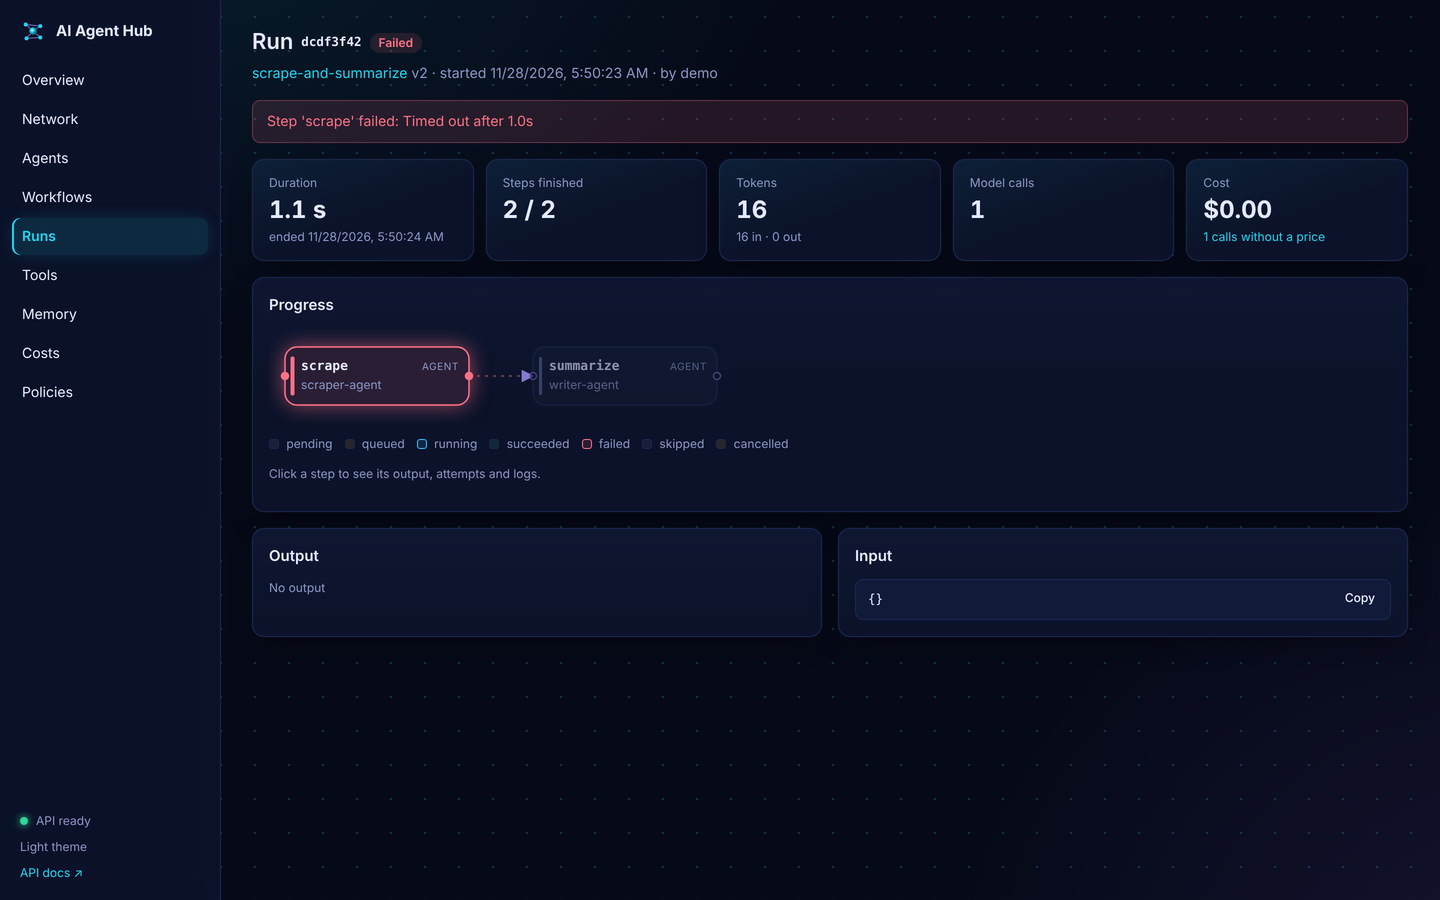 AI Agent Hub
Overview
Network
Agents
Workflows
Runs
Tools
Memory
Costs
Policies
API ready
Light theme
API docs ↗
Run dcdf3f42 Failed
scrape-and-summarize v2 · started 11/28/2026, 5:50:23 AM · by demo
Step 'scrape' failed: Timed out after 1.0s
Duration
1.1 s
ended 11/28/2026, 5:50:24 AM
Steps finished
2 / 2
Tokens
16
16 in · 0 out
Model calls
1
Cost
$0.00
1 calls without a price
Progress
scrape AGENT
scraper-agent
summarize AGENT
writer-agent
pending queued running succeeded failed skipped cancelled
Click a step to see its output, attempts and logs.
Output
No output
Input
{} Copy